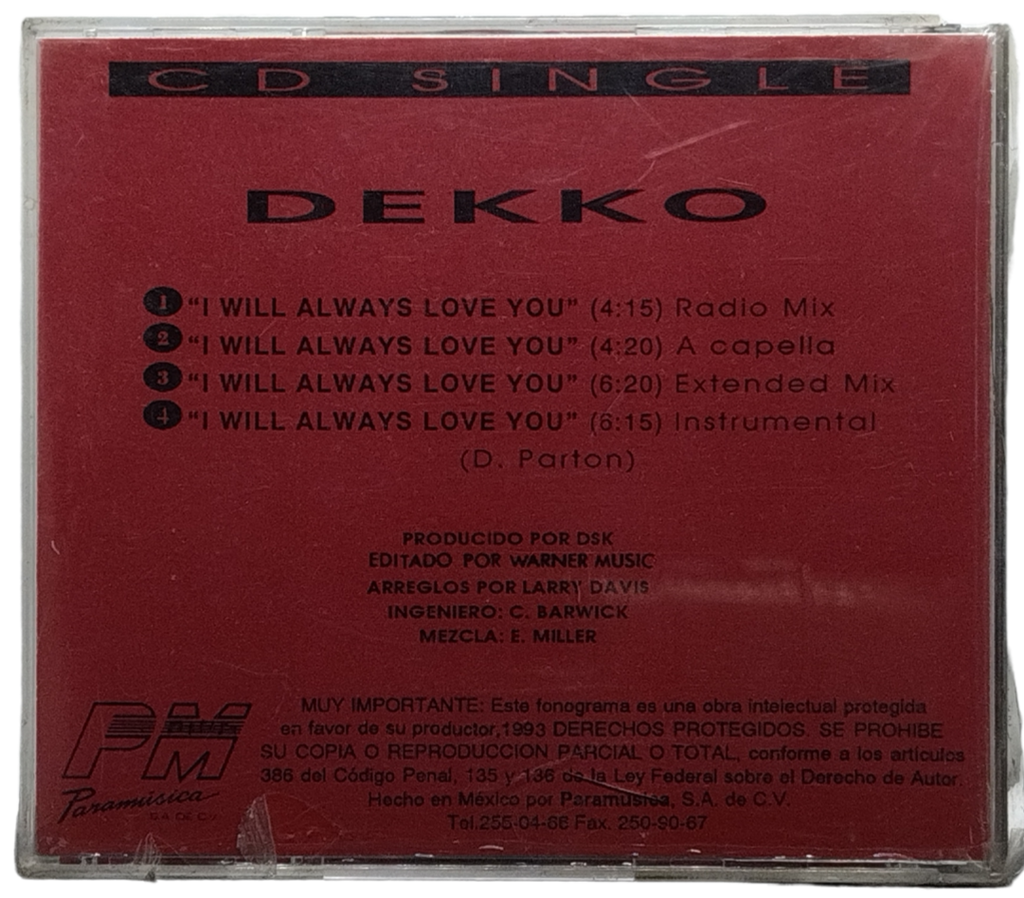 CD SINGLE
DEKKO
1 "I WILL ALWAYS LOVE YOU" (4:15) Radio Mix
2 "I WILL ALWAYS LOVE YOU" (4:20) A capella
3 "I WILL ALWAYS LOVE YOU" (6:20) Extended Mix
4 "I WILL ALWAYS LOVE YOU" (6:15) Instrumental
(D. Parton)
PRODUCIDO POR DSK
EDITADO POR WARNER MUSIC
ARREGLOS POR LARRY DAVIS
INGENIERO: C. BARWICK
MEZCLA: E. MILLER
PM
Paramúsica
S.A. DE C.V.
MUY IMPORTANTE: Este fonograma es una obra intelectual protegida
en favor de su productor,1993 DERECHOS PROTEGIDOS. SE PROHIBE
SU COPIA O REPRODUCCION PARCIAL O TOTAL, conforme a los artículos
386 del Código Penal, 135 y 136 de la Ley Federal sobre el Derecho de Autor.
Hecho en México por Paramúsica, S.A. de C.V.
Tel.255-04-66 Fax. 250-90-67